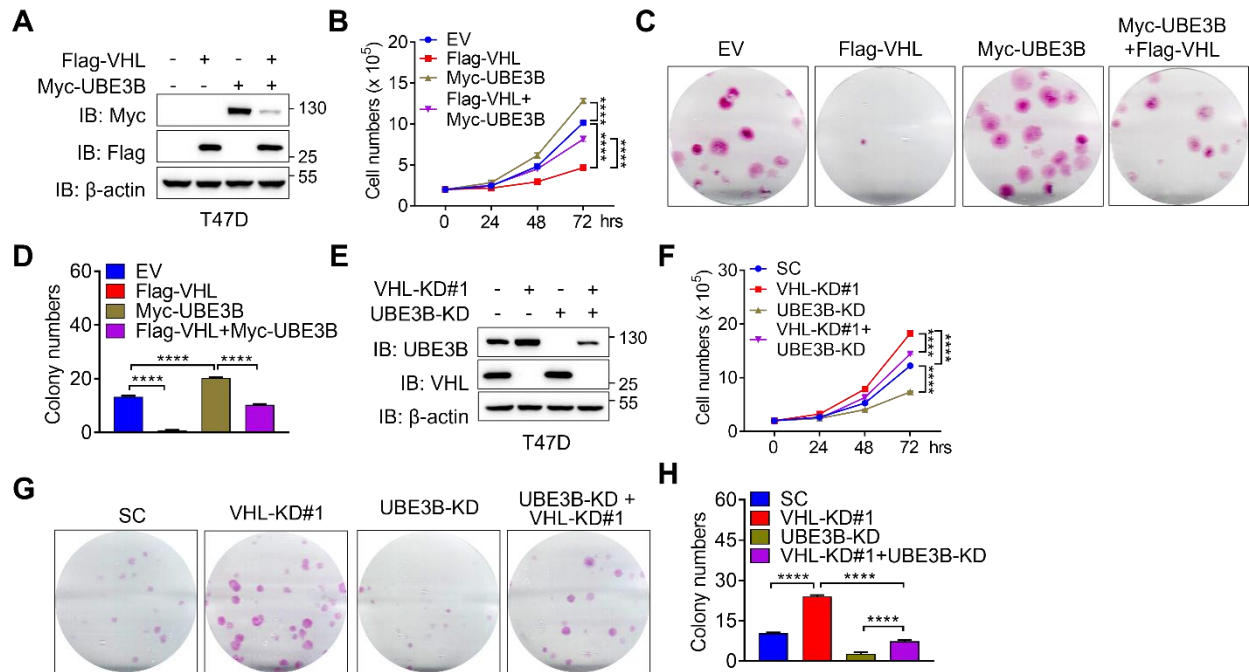 A
Flag-VHL - + - +
Myc-UBE3B - - + +
IB: Myc 130
IB: Flag 25
IB: β-actin 55
T47D
B
Cell numbers (x 10⁵)
20
15
10
5
0
0 24 48 72 hrs
EV
Flag-VHL
Myc-UBE3B
Flag-VHL+
Myc-UBE3B
****
****
****
C
EV
Flag-VHL
Myc-UBE3B
Myc-UBE3B
+Flag-VHL
D
Colony numbers
60
40
20
0
EV
Flag-VHL
Myc-UBE3B
Flag-VHL+Myc-UBE3B
**** ****
****
E
VHL-KD#1 - + - +
UBE3B-KD - - + +
IB: UBE3B 130
IB: VHL 25
IB: β-actin 55
T47D
F
Cell numbers (x 10⁵)
30
20
10
0
0 24 48 72 hrs
SC
VHL-KD#1
UBE3B-KD
VHL-KD#1+
UBE3B-KD
****
****
****
G
SC
VHL-KD#1
UBE3B-KD
UBE3B-KD +
VHL-KD#1
H
Colony numbers
60
45
30
15
0
SC
VHL-KD#1
UBE3B-KD
VHL-KD#1+UBE3B-KD
**** ****
****